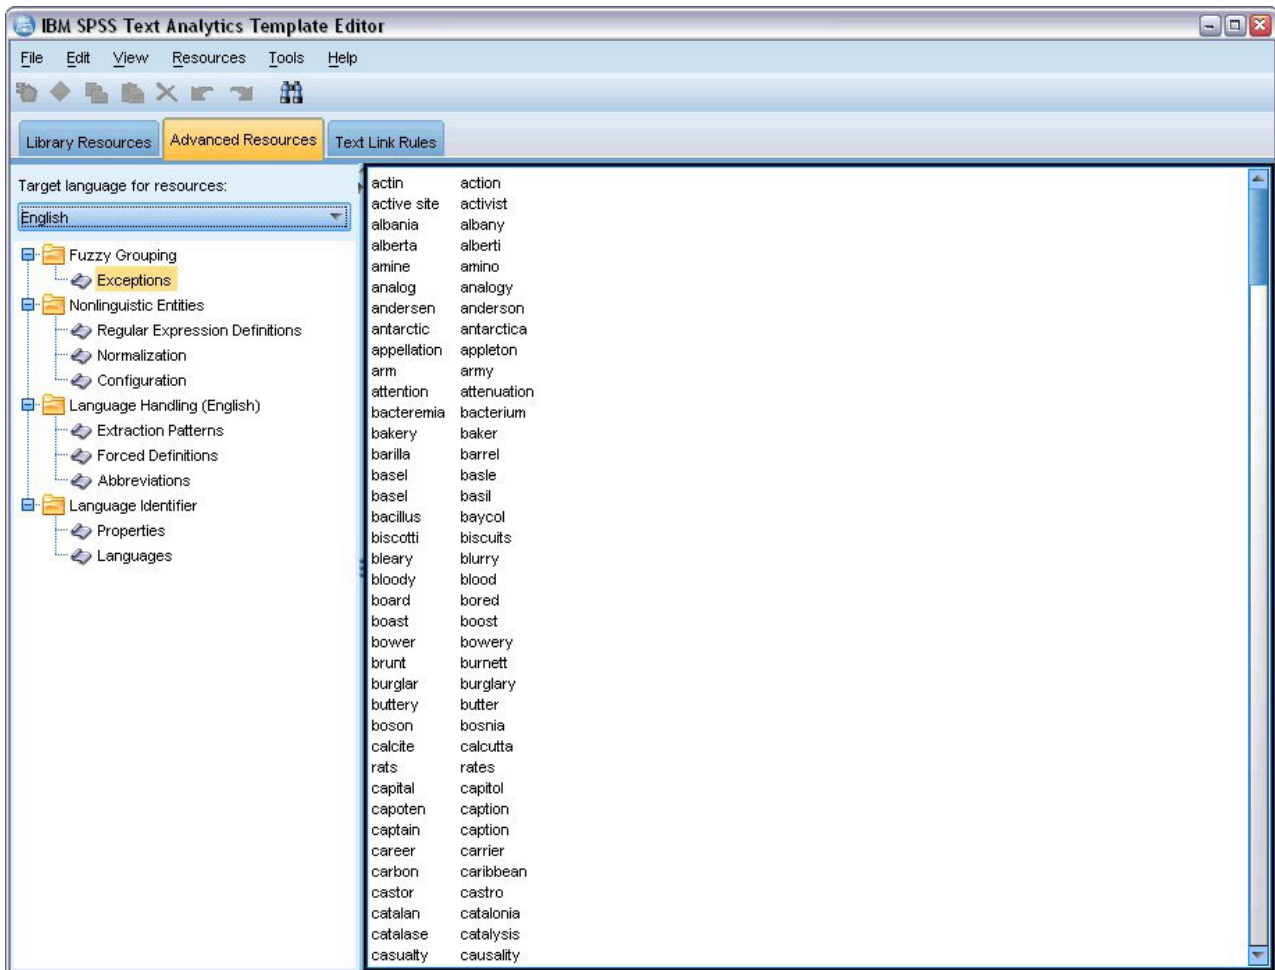 IBM SPSS Text Analytics Template Editor
File Edit View Resources Tools Help
Library Resources Advanced Resources Text Link Rules
Target language for resources:
English
Fuzzy Grouping
Exceptions
Nonlinguistic Entities
Regular Expression Definitions
Normalization
Configuration
Language Handling (English)
Extraction Patterns
Forced Definitions
Abbreviations
Language Identifier
Properties
Languages
actin action
active site activist
albania albany
alberta alberti
amine amino
analog analogy
andersen anderson
antarctic antarctica
appellation appleton
arm army
attention attenuation
bacteremia bacterium
bakery baker
barilla barrel
basel basle
basel basil
bacillus baycol
biscotti biscuits
bleary blurry
bloody blood
board bored
boast boost
bower bowery
brunt burnett
burglar burglary
buttery butter
boson bosnia
calcite calcutta
rats rates
capital capitol
capoten caption
captain caption
career carrier
carbon caribbean
castor castro
catalan catalonia
catalase catalysis
casualty causality